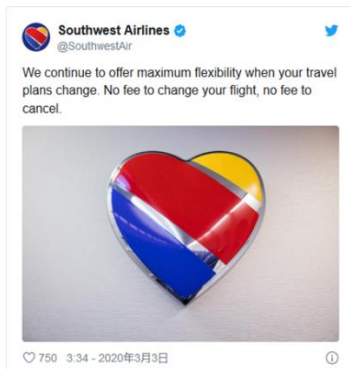 Southwest Airlines
@SouthwestAir
We continue to offer maximum flexibility when your travel
plans change. No fee to change your flight, no fee to
cancel.
750 3:34 - 2020年3月3日